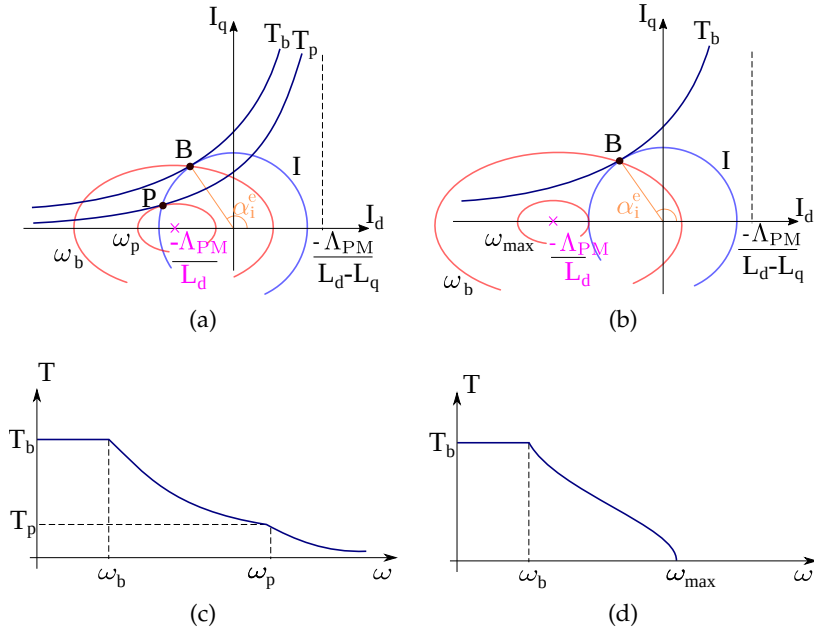 I_q
T_b T_p
B
I
P
α_i^e
I_d
ω_b
ω_p
-Λ_PM
L_d
-Λ_PM
L_d-L_q
(a)
I_q
T_b
B
I
α_i^e
I_d
ω_max
-Λ_PM
L_d
-Λ_PM
L_d-L_q
ω_b
(b)
T
T_b
T_p
ω_b
ω_p
ω
(c)
T
T_b
ω_b
ω_max
ω
(d)